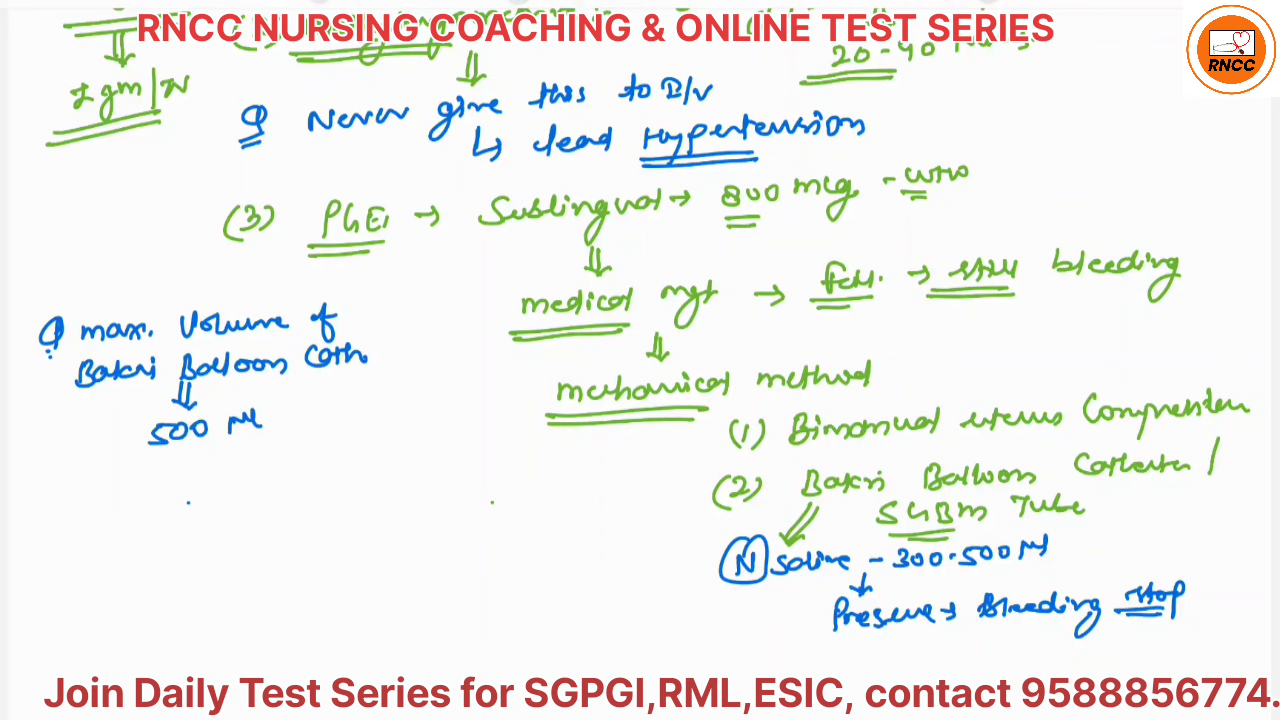 RNCC NURSING COACHING & ONLINE TEST SERIES
RNCC
20-40
1 gm/
Q Never give this to I/V
↳ lead Hypertension
(3) PGE1 → Sublingual → 800 mcg - WHO
medical mgt → fail. → still bleeding
Q max. Volume of
Bakri Balloon Cath
500 ml
mechanical method
(1) Bimanual uterus Compression
(2) Bakri Balloon Catheter /
SGBM Tube
N saline - 300-500 ml
Pressure → Bleeding stop
Join Daily Test Series for SGPGI,RML,ESIC, contact 9588856774.